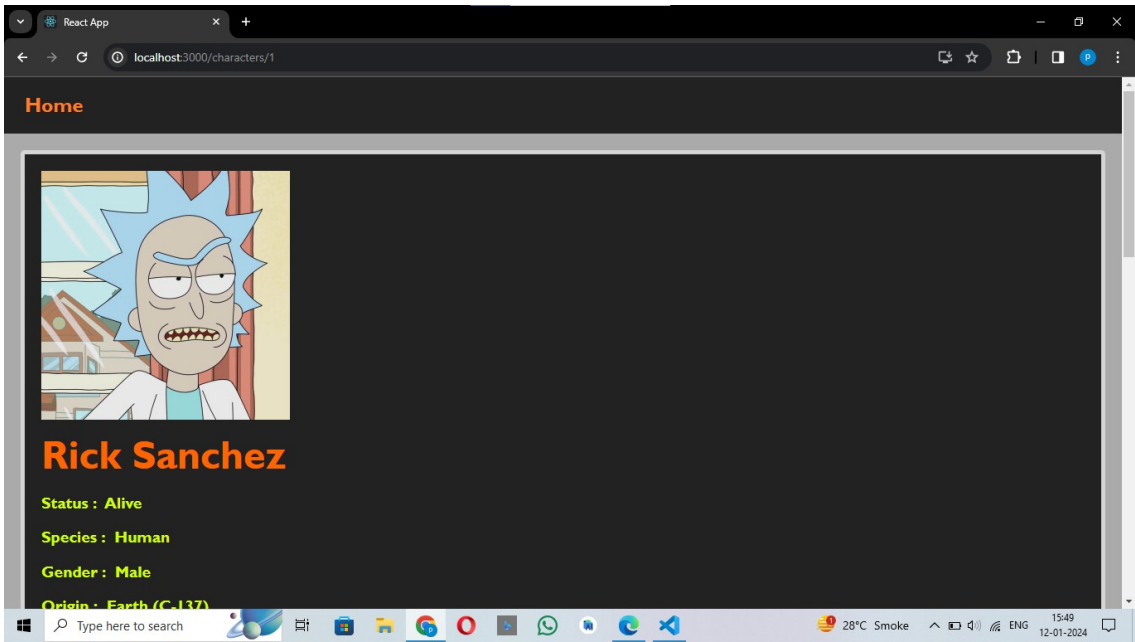 React App
localhost:3000/characters/1
P
Home
Rick Sanchez
Status : Alive
Species : Human
Gender : Male
Origin : Earth (C-137)
Type here to search
1
28°C Smoke
ENG
15:49
12-01-2024